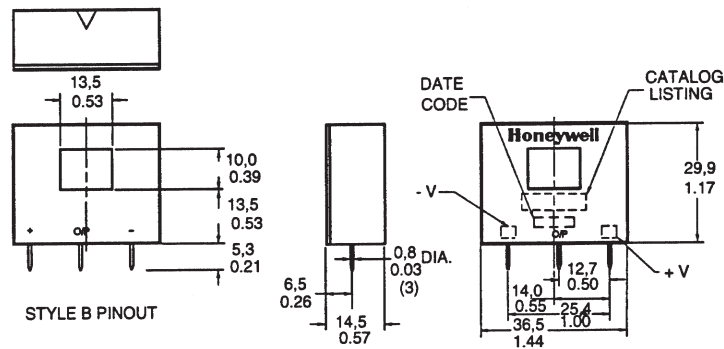 13,5
0.53
10,0
0.39
13,5
0.53
5,3
0.21
+ O/P -
STYLE B PINOUT
6,5
0.26
14,5
0.57
0,8 DIA.
0.03
(3)
DATE
CODE
CATALOG
LISTING
Honeywell
29,9
1.17
- V
O/P
+ V
12,7
0.50
14,0
0.55
25,4
1.00
36,5
1.44